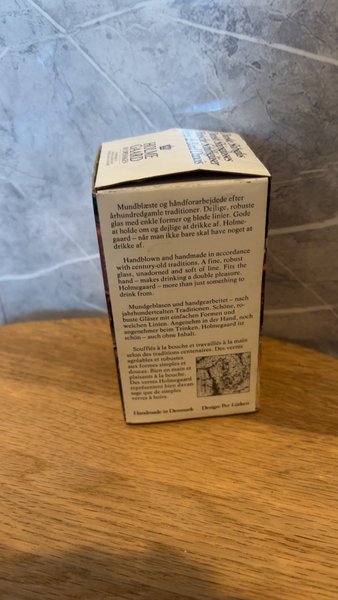 HOLME
GAARD
Mundblæste og håndforarbejdede efter
århundredgamle traditioner. Dejlige, robuste
glas med enkle former og bløde linier. Gode
at holde om og dejlige at drikke af. Holme-
gaard – når man ikke bare skal have noget at
drikke af.
Handblown and handmade in accordance
with century-old traditions. A fine, robust
glass, unadorned and soft of line. Fits the
hand – makes drinking a double pleasure.
Holmegaard – more than just something to
drink from.
Mundgeblasen und handgearbeitet – nach
jahrhundertealten Traditionen. Schöne, ro-
buste Gläser mit einfachen Formen und
weichen Linien. Angenehm in der Hand, noch
angenehmer beim Trinken. Holmegaard ist
schön – auch ohne Inhalt.
Soufflés à la bouche et travaillés à la main
selon des traditions centenaires. Des verres
agréables et robustes
aux formes simples et
douces. Bien en main et
plaisants à la bouche.
Des verres Holmegaard
représentent bien davan-
tage que de simples
verres à boire.
Handmade in Denmark
Design: Per Lütken